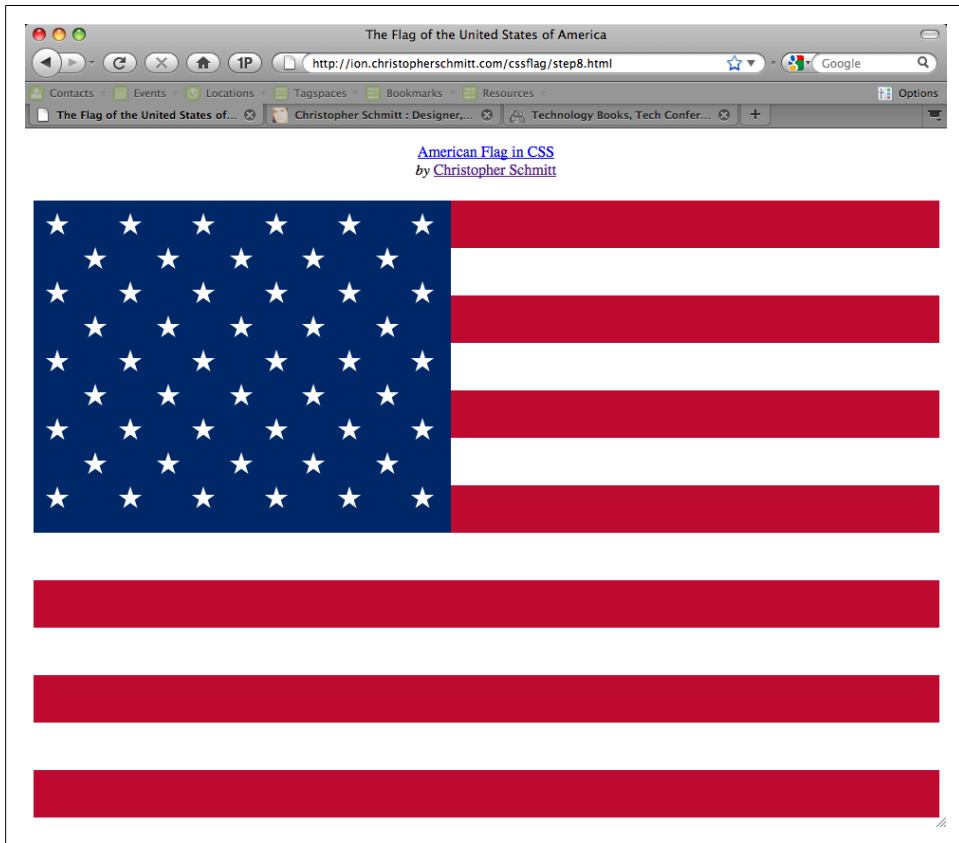 The Flag of the United States of America
1P http://ion.christopherschmitt.com/cssflag/step8.html Google
Contacts Events Locations Tagspaces Bookmarks Resources Options
The Flag of the United States of... Christopher Schmitt : Designer,... Technology Books, Tech Confer... +
American Flag in CSS
by Christopher Schmitt